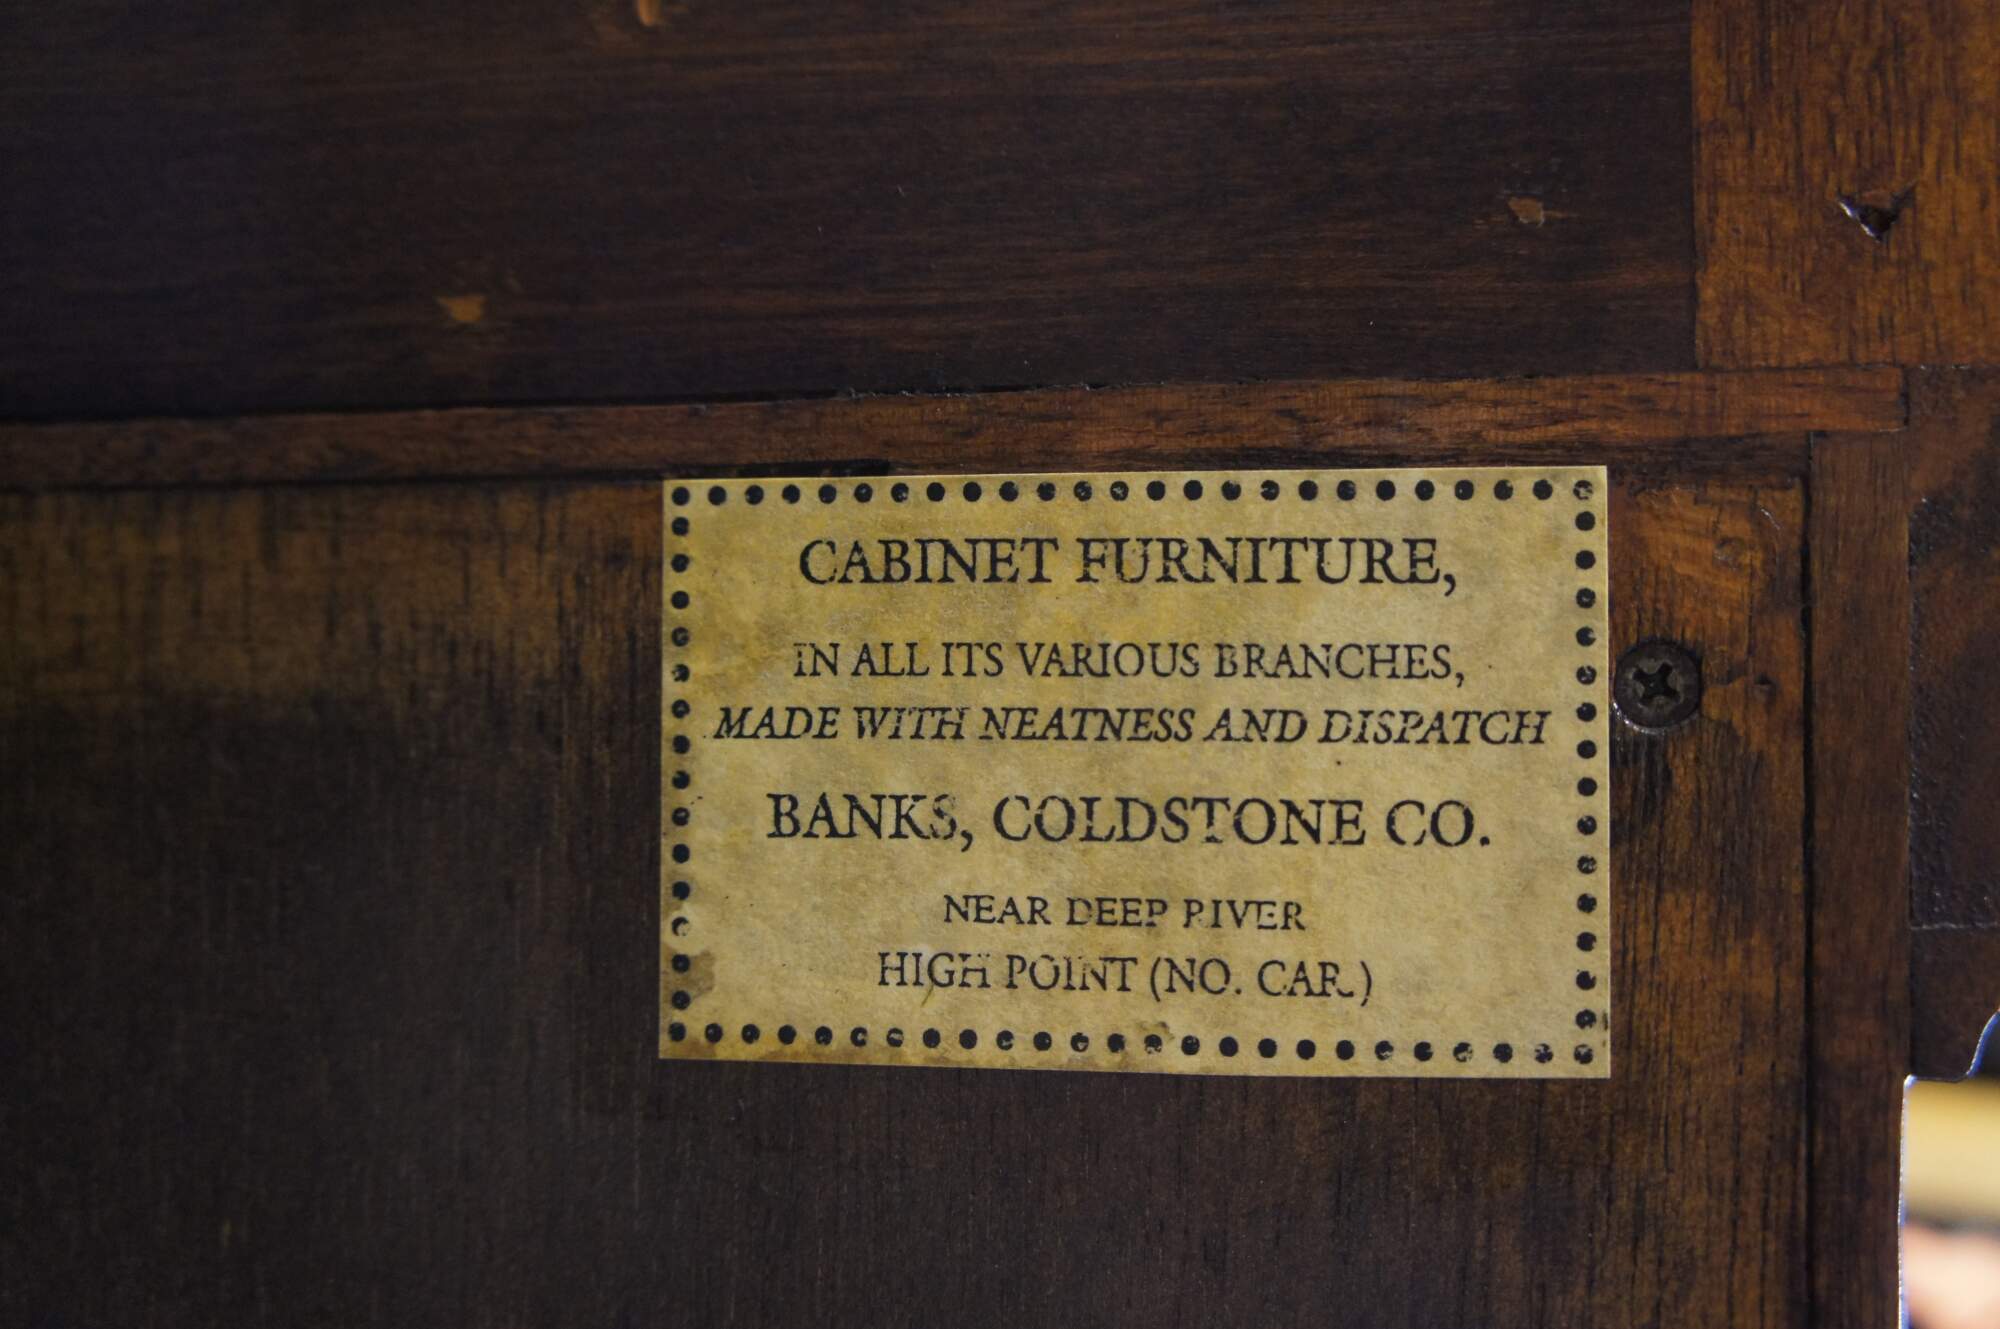 CABINET FURNITURE,
IN ALL ITS VARIOUS BRANCHES,
MADE WITH NEATNESS AND DISPATCH
BANKS, COLDSTONE CO.
NEAR DEEP RIVER
HIGH POINT (NO. CAR.)